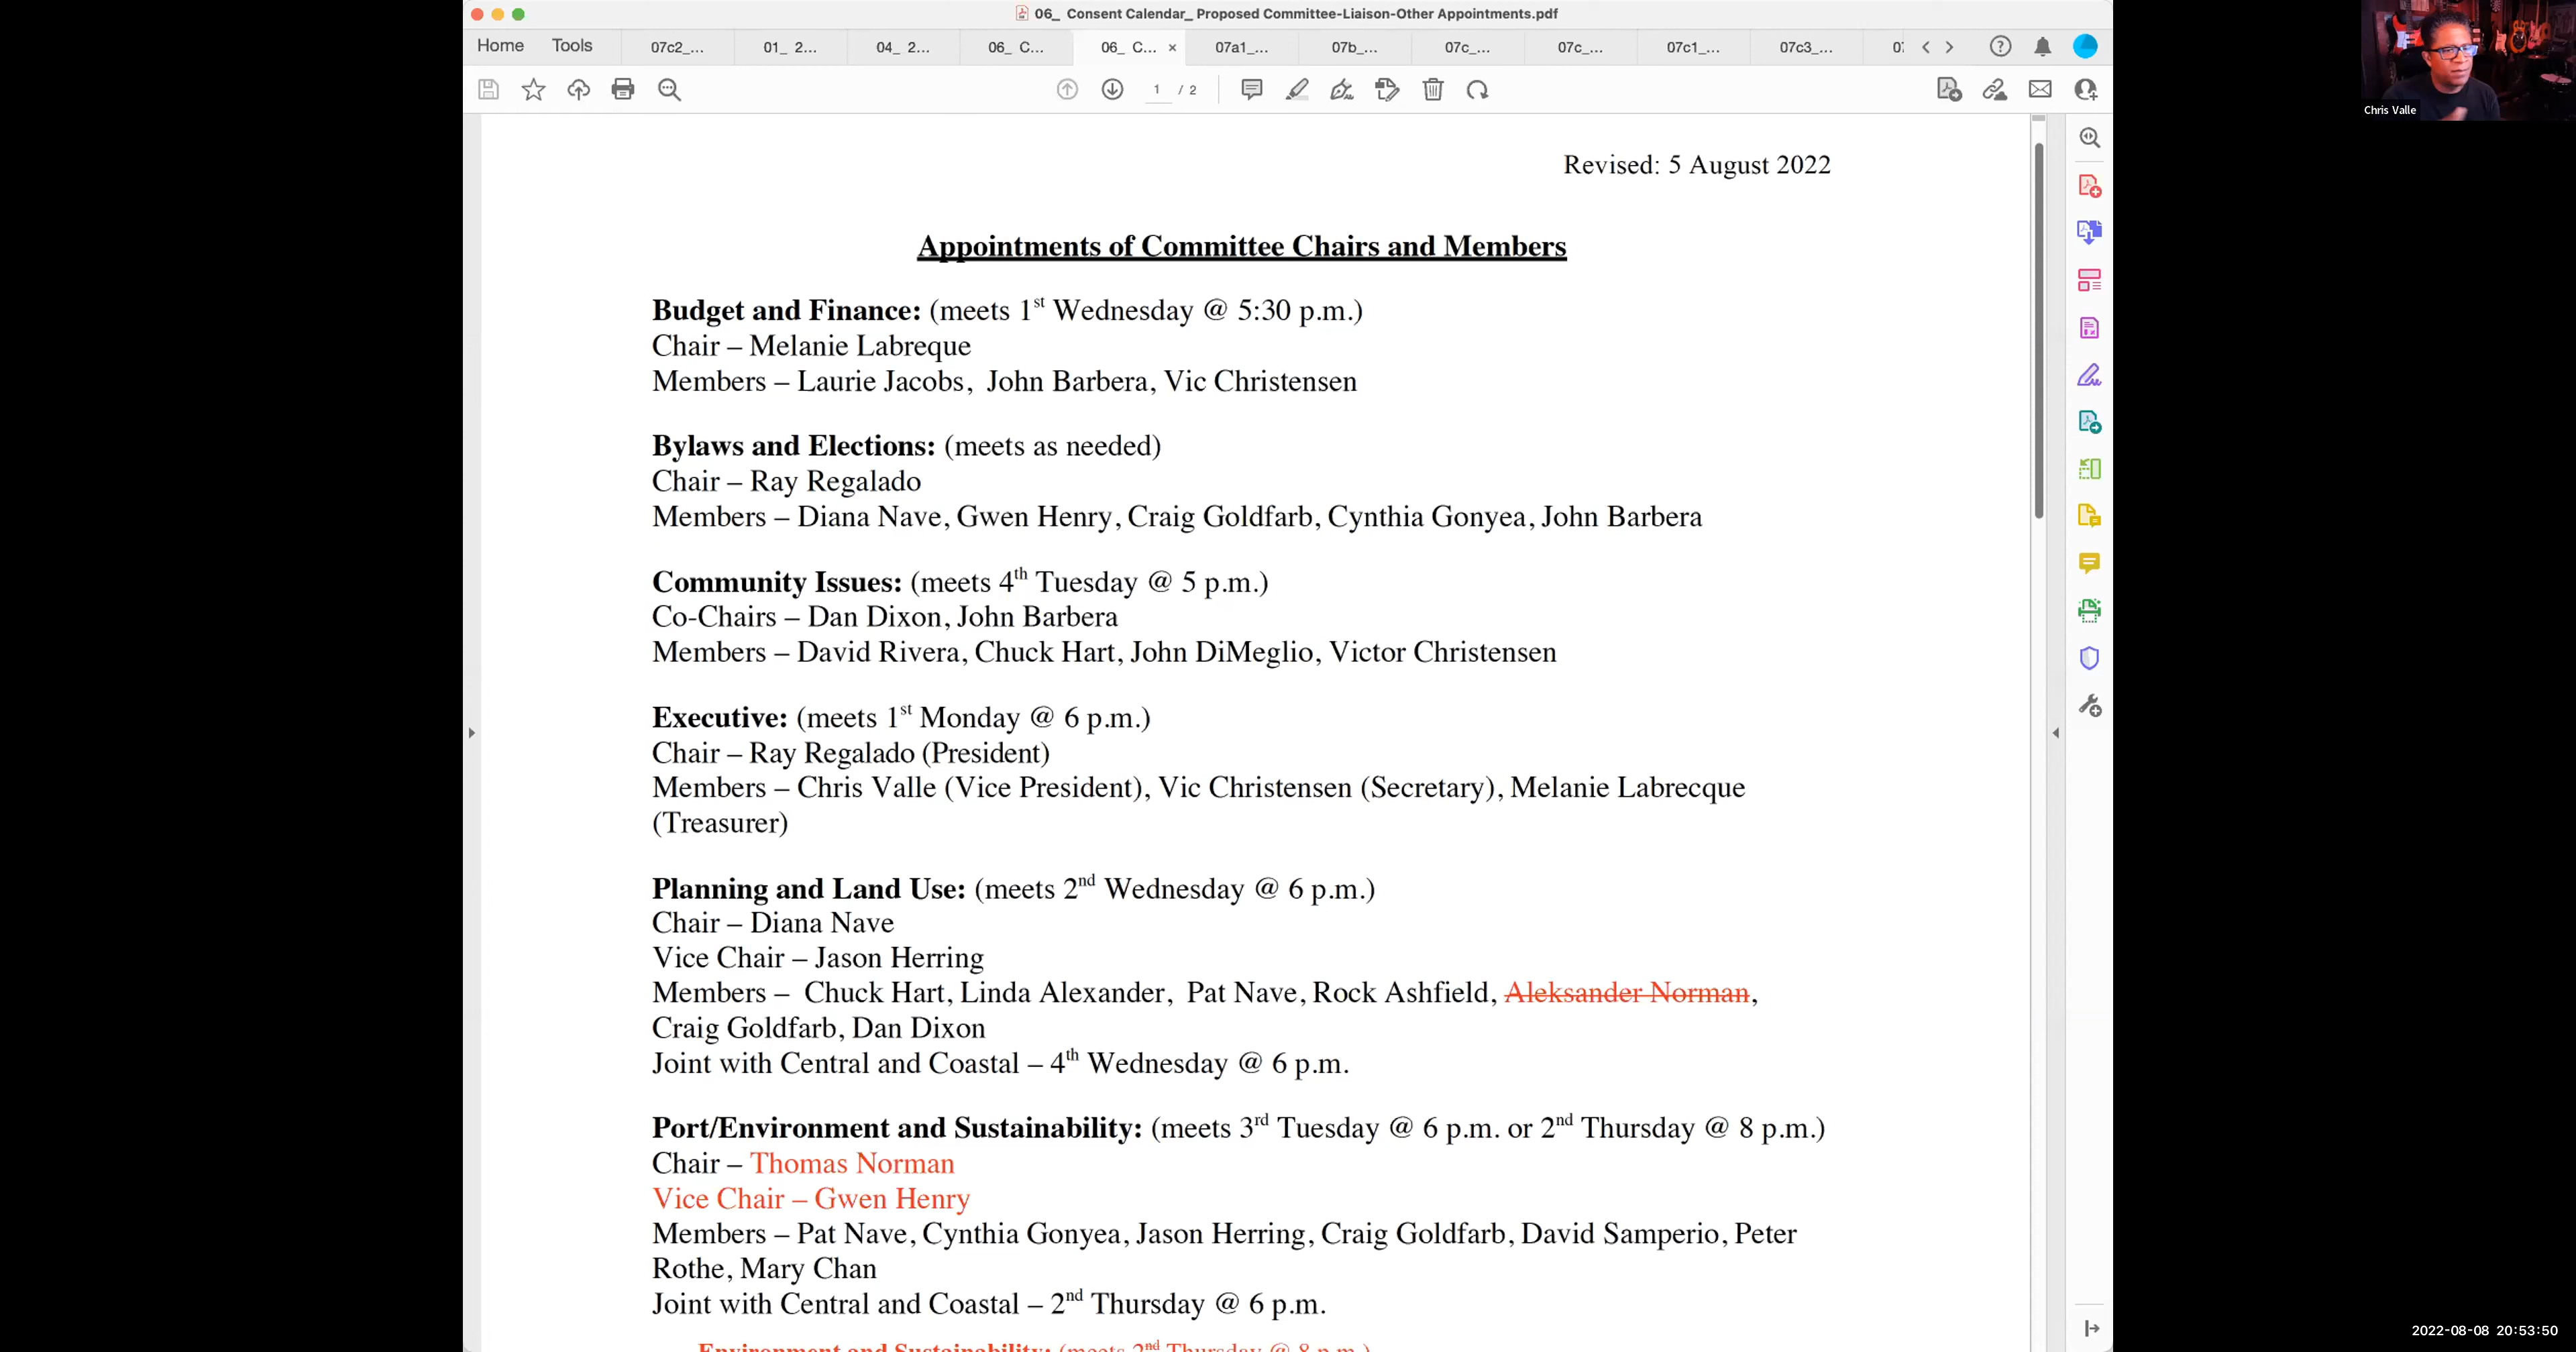 06_ Consent Calendar_ Proposed Committee-Liaison-Other Appointments.pdf
Home Tools 07c2_... 01_ 2... 04_ 2... 06_ C... 06_ C... × 07a1_... 07b_... 07c_... 07c_... 07c1_... 07c3_... 07
1 / 2
Chris Valle
Revised: 5 August 2022
Appointments of Committee Chairs and Members
Budget and Finance: (meets 1st Wednesday @ 5:30 p.m.)
Chair – Melanie Labreque
Members – Laurie Jacobs, John Barbera, Vic Christensen
Bylaws and Elections: (meets as needed)
Chair – Ray Regalado
Members – Diana Nave, Gwen Henry, Craig Goldfarb, Cynthia Gonyea, John Barbera
Community Issues: (meets 4th Tuesday @ 5 p.m.)
Co-Chairs – Dan Dixon, John Barbera
Members – David Rivera, Chuck Hart, John DiMeglio, Victor Christensen
Executive: (meets 1st Monday @ 6 p.m.)
Chair – Ray Regalado (President)
Members – Chris Valle (Vice President), Vic Christensen (Secretary), Melanie Labrecque
(Treasurer)
Planning and Land Use: (meets 2nd Wednesday @ 6 p.m.)
Chair – Diana Nave
Vice Chair – Jason Herring
Members – Chuck Hart, Linda Alexander, Pat Nave, Rock Ashfield, Aleksander Norman,
Craig Goldfarb, Dan Dixon
Joint with Central and Coastal – 4th Wednesday @ 6 p.m.
Port/Environment and Sustainability: (meets 3rd Tuesday @ 6 p.m. or 2nd Thursday @ 8 p.m.)
Chair – Thomas Norman
Vice Chair – Gwen Henry
Members – Pat Nave, Cynthia Gonyea, Jason Herring, Craig Goldfarb, David Samperio, Peter
Rothe, Mary Chan
Joint with Central and Coastal – 2nd Thursday @ 6 p.m.
Environment and Sustainability: (meets 2nd Thursday @ 8 p.m.)
2022-08-08 20:53:50